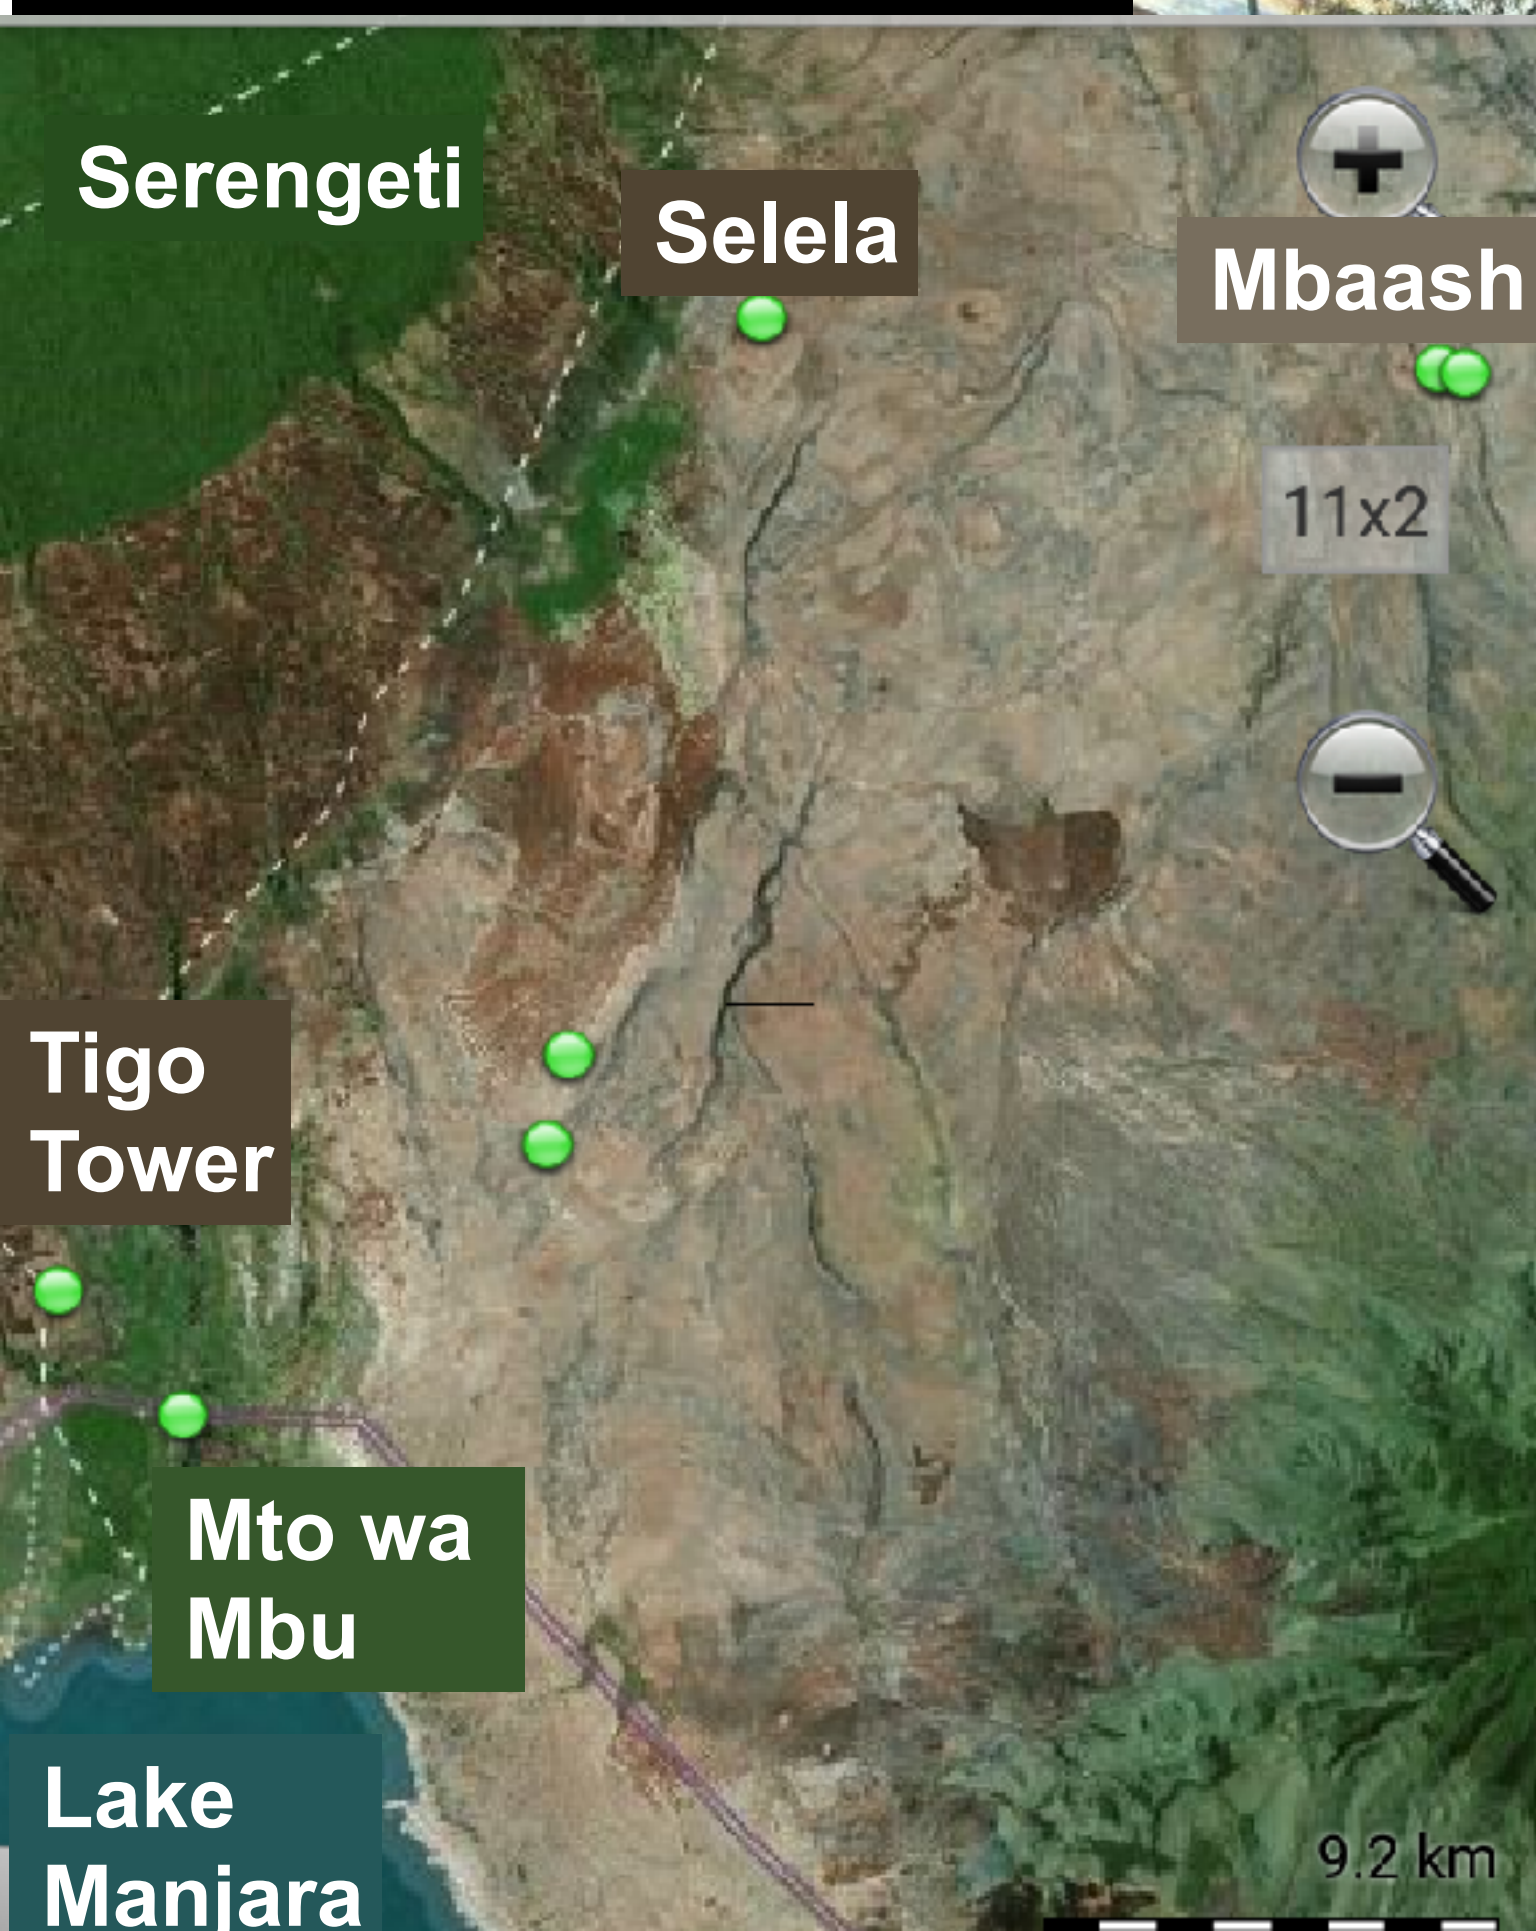 Serengeti
Selela
Mbaash
11x2
Tigo
Tower
Mto wa
Mbu
Lake
Manjara
9.2 km